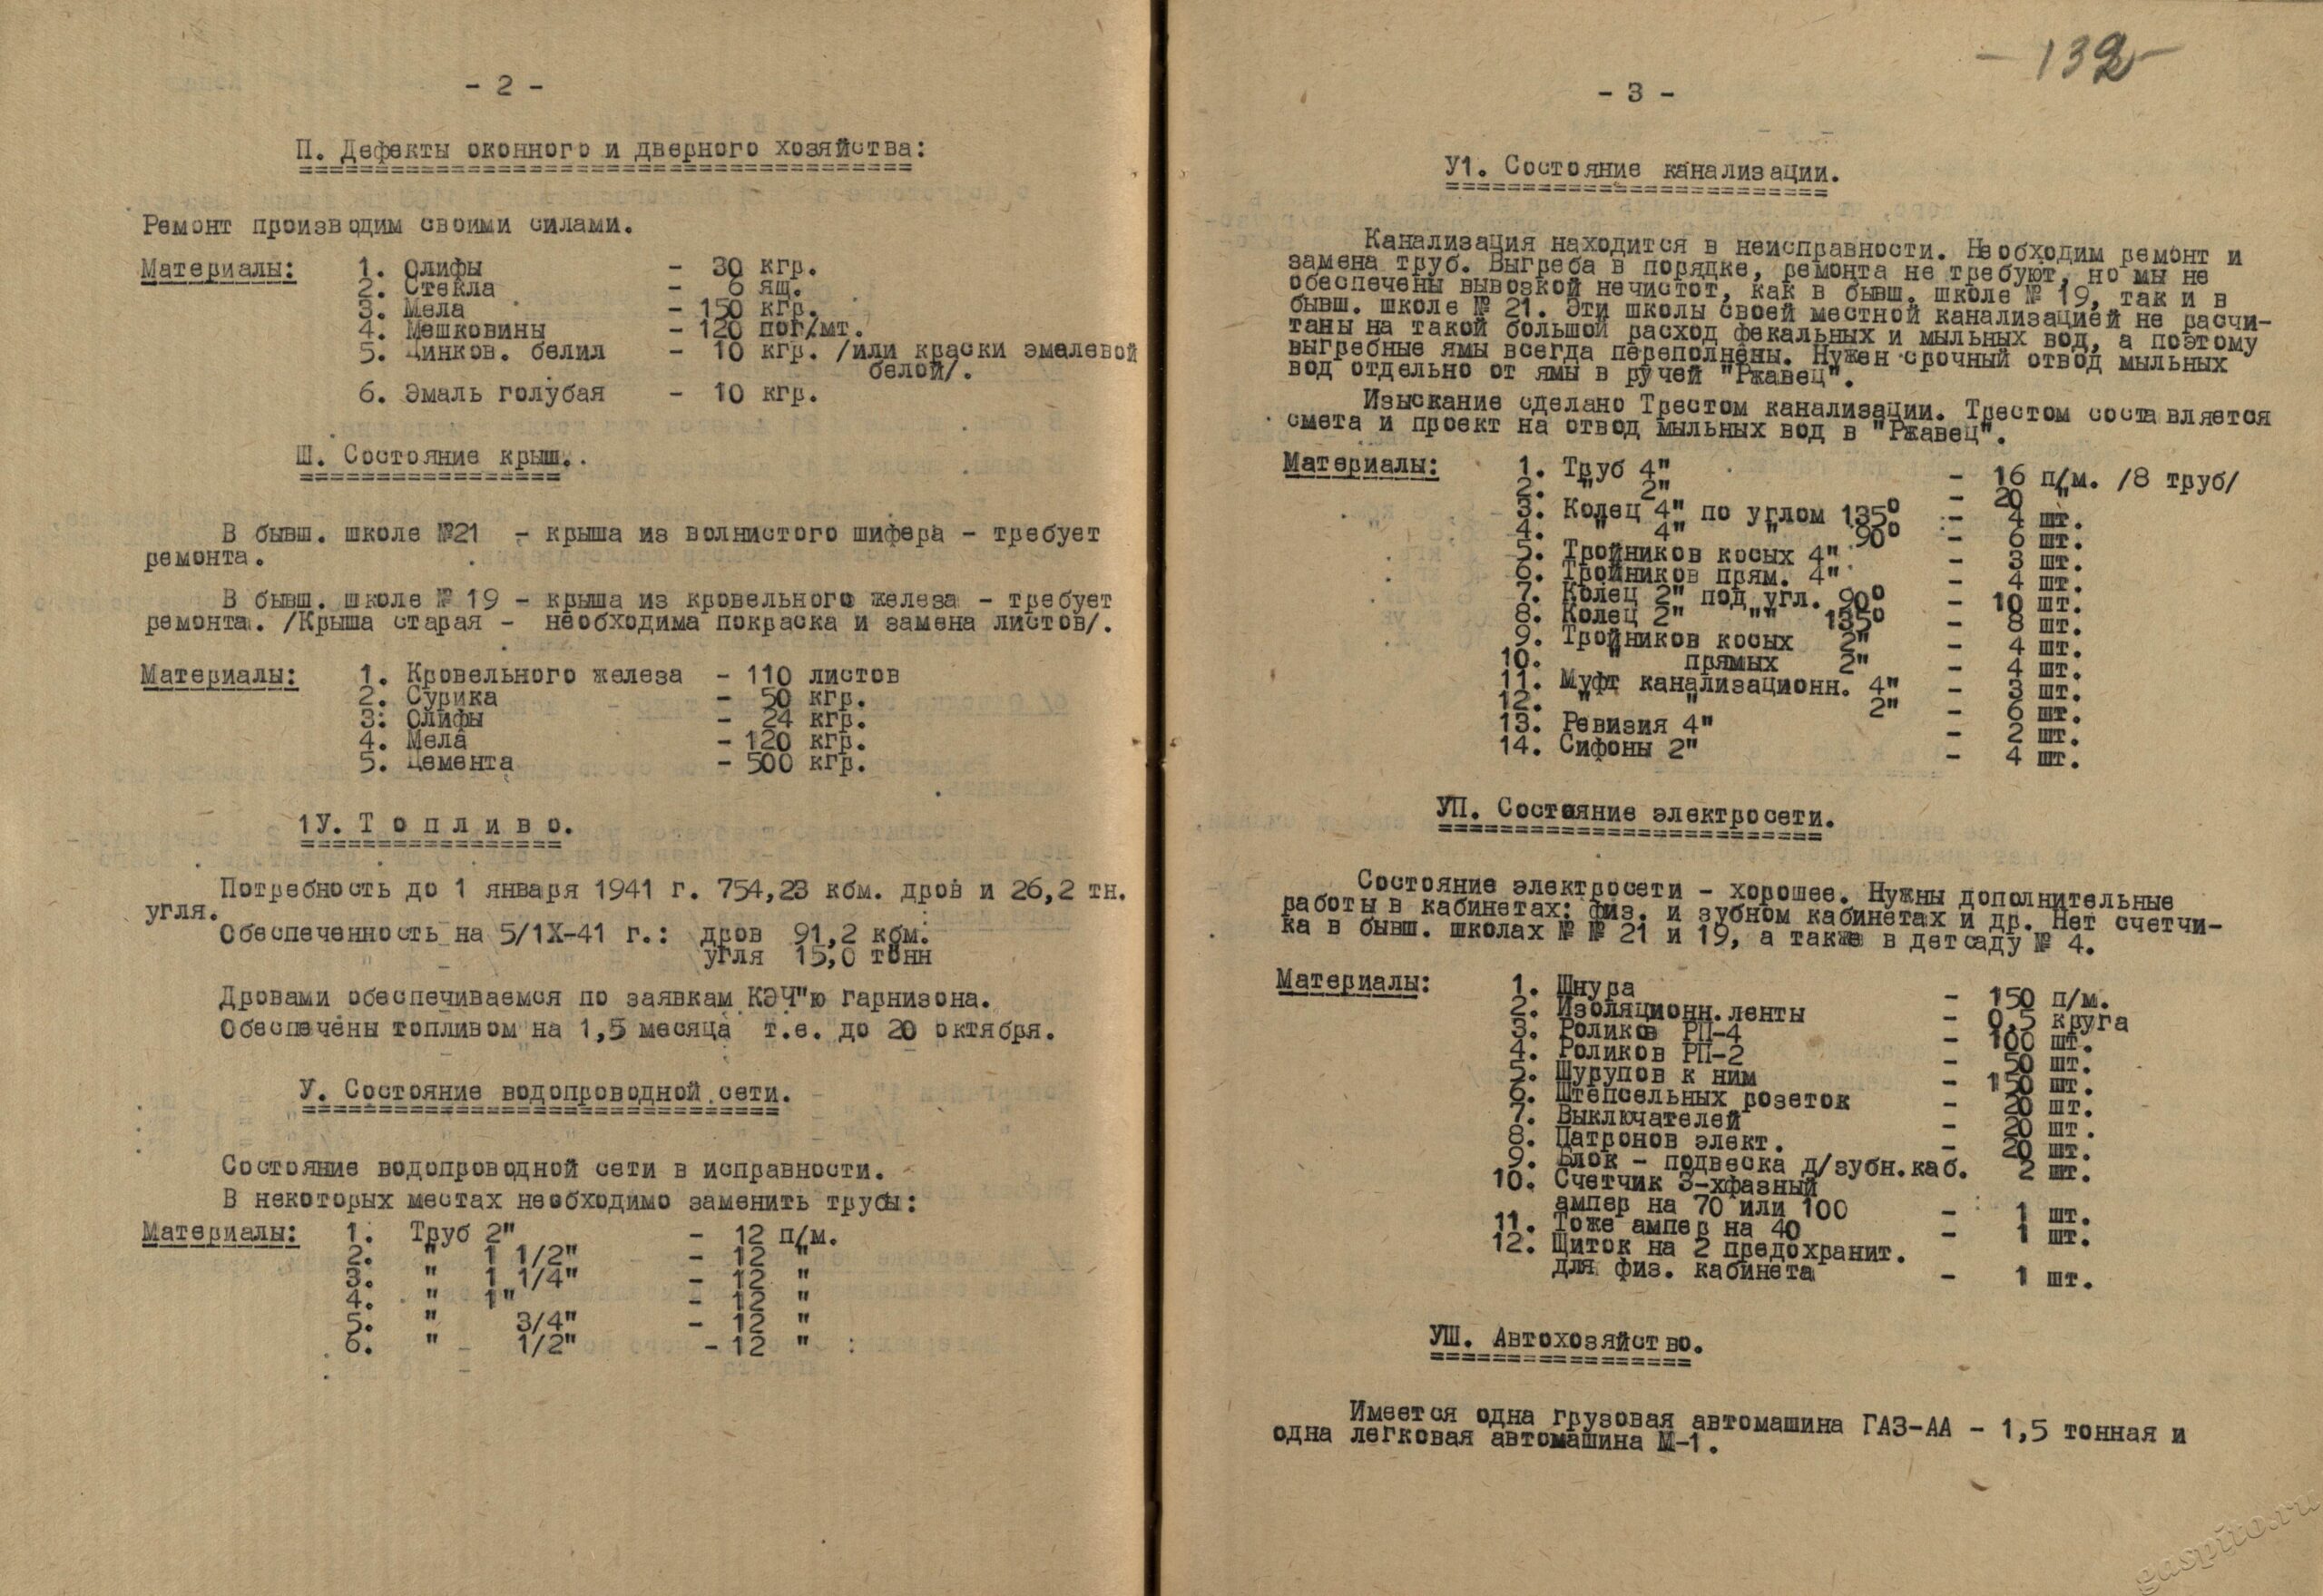 - 2 -
П. Дефекты оконного и дверного хозяйства:
Ремонт производим своими силами.
Материалы: 1. Олифы - 30 кгр.
2. Стекла - 6 ящ.
3. Мела - 150 кгр.
4. Мешковины - 120 пог/мт.
5. Цинков. белил - 10 кгр. /или краски эмалевой
белой/.
6. Эмаль голубая - 10 кгр.
Ш. Состояние крыш.
В бывш. школе №21 - крыша из волнистого шифера - требует
ремонта.
В бывш. школе № 19 - крыша из кровельного железа - требует
ремонта. /Крыша старая - необходима покраска и замена листов/.
Материалы: 1. Кровельного железа - 110 листов
2. Сурика - 50 кгр.
3. Олифы - 24 кгр.
4. Мела - 120 кгр.
5. Цемента - 500 кгр.
1У. Т о п л и в о.
Потребность до 1 января 1941 г. 754,23 кбм. дров и 26,2 тн.
угля.
Обеспеченность на 5/1Х-41 г.: дров 91,2 кбм.
угля 15,0 тонн
Дровами обеспечиваемся по заявкам КЭЧ"ю гарнизона.
Обеспечены топливом на 1,5 месяца т.е. до 20 октября.
У. Состояние водопроводной сети.
Состояние водопроводной сети в исправности.
В некоторых местах необходимо заменить трубы:
Материалы: 1. Труб 2" - 12 п/м.
2. " 1 1/2" - 12 "
3. " 1 1/4" - 12 "
4. " 1" - 12 "
5. " 3/4" - 12 "
6. " 1/2" - 12 "
- 132 -
- 3 -
У1. Состояние канализации.
Канализация находится в неисправности. Необходим ремонт и
замена труб. Выгреба в порядке, ремонта не требуют, но мы не
обеспечены вывозкой нечистот, как в бывш. школе № 19, так и в
бывш. школе № 21. Эти школы своей местной канализацией не расчи-
таны на такой большой расход фекальных и мыльных вод, а поэтому
выгребные ямы всегда переполнены. Нужен срочный отвод мыльных
вод отдельно от ямы в ручей "Ржавец".
Изыскание сделано Трестом канализации. Трестом составляется
смета и проект на отвод мыльных вод в "Ржавец".
Материалы: 1. Труб 4" - 16 п/м. /8 труб/
2. " 2" - 20 "
3. Колец 4" по углом 135° - 4 шт.
4. " 4" " 90° - 6 шт.
5. Тройников косых 4" - 3 шт.
6. Тройников прям. 4" - 4 шт.
7. Колец 2" под угл. 90° - 10 шт.
8. Колец 2" "" 135° - 8 шт.
9. Тройников косых 2" - 4 шт.
10. " прямых 2" - 4 шт.
11. Муфт канализационн. 4" - 3 шт.
12. " " 2" - 6 шт.
13. Ревизия 4" - 2 шт.
14. Сифоны 2" - 4 шт.
УП. Состояние электросети.
Состояние электросети - хорошее. Нужны дополнительные
работы в кабинетах: физ. и зубном кабинетах и др. Нет счетчи-
ка в бывш. школах № № 21 и 19, а также в детсаду № 4.
Материалы: 1. Шнура - 150 п/м.
2. Изоляционн.ленты - 0,5 круга
3. Роликов РП-4 - 100 шт.
4. Роликов РП-2 - 50 шт.
5. Шурупов к ним - 150 шт.
6. Штепсельных розеток - 20 шт.
7. Выключателей - 20 шт.
8. Патронов элект. - 20 шт.
9. Блок - подвеска д/зубн.каб. 2 шт.
10. Счетчик 3-хфазный
ампер на 70 или 100 - 1 шт.
11. Тоже ампер на 40 - 1 шт.
12. Щиток на 2 предохранит.
для физ. кабинета - 1 шт.
УШ. Автохозяйство.
Имеется одна грузовая автомашина ГАЗ-АА - 1,5 тонная и
одна легковая автомашина М-1.
gaspito.ru